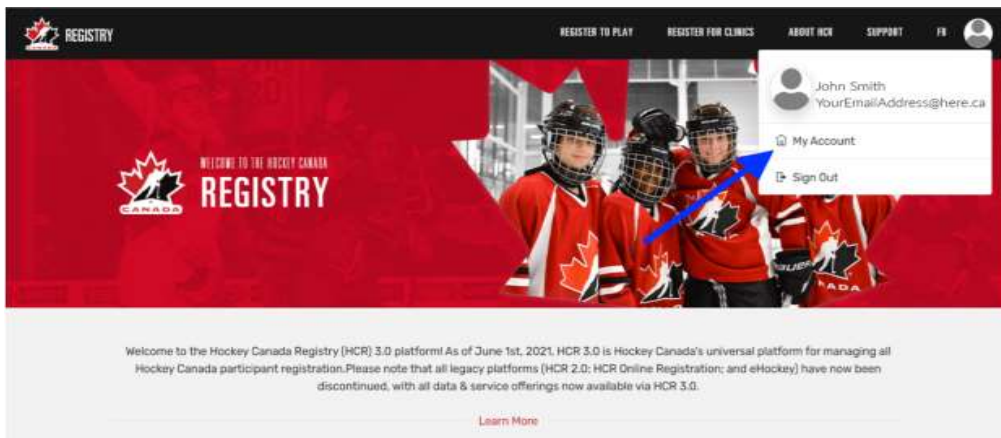 REGISTRY
REGISTER TO PLAY
REGISTER FOR CLINICS
ABOUT HCR
SUPPORT
FR
John Smith
YourEmailAddress@here.ca
My Account
Sign Out
WELCOME TO THE HOCKEY CANADA
REGISTRY
CANADA
BAUER
Welcome to the Hockey Canada Registry (HCR) 3.0 platform! As of June 1st, 2021, HCR 3.0 is Hockey Canada's universal platform for managing all
Hockey Canada participant registration.Please note that all legacy platforms (HCR 2.0; HCR Online Registration; and eHockey) have now been
discontinued, with all data & service offerings now available via HCR 3.0.
Learn More